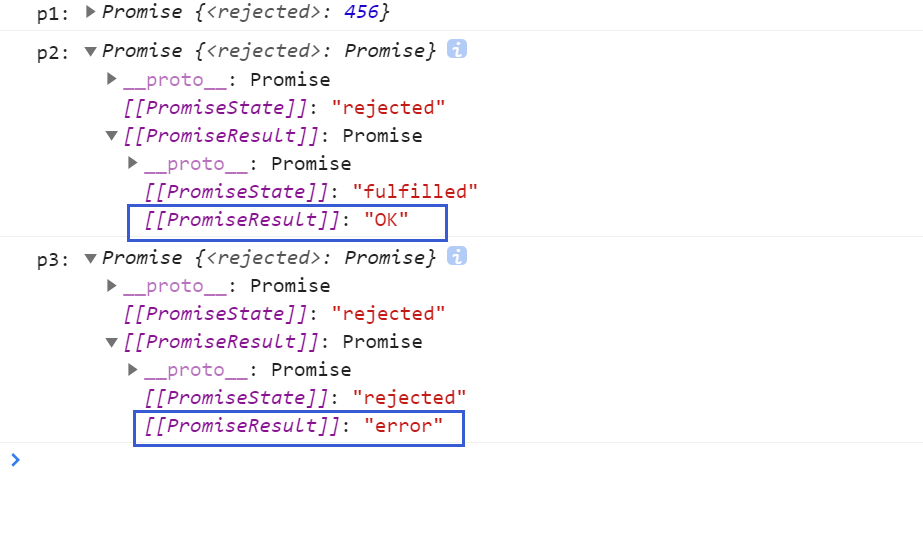 p1: Promise {<rejected>: 456}
p2: Promise {<rejected>: Promise} i
__proto__: Promise
[[PromiseState]]: "rejected"
[[PromiseResult]]: Promise
__proto__: Promise
[[PromiseState]]: "fulfilled"
[[PromiseResult]]: "OK"
p3: Promise {<rejected>: Promise} i
__proto__: Promise
[[PromiseState]]: "rejected"
[[PromiseResult]]: Promise
__proto__: Promise
[[PromiseState]]: "rejected"
[[PromiseResult]]: "error"